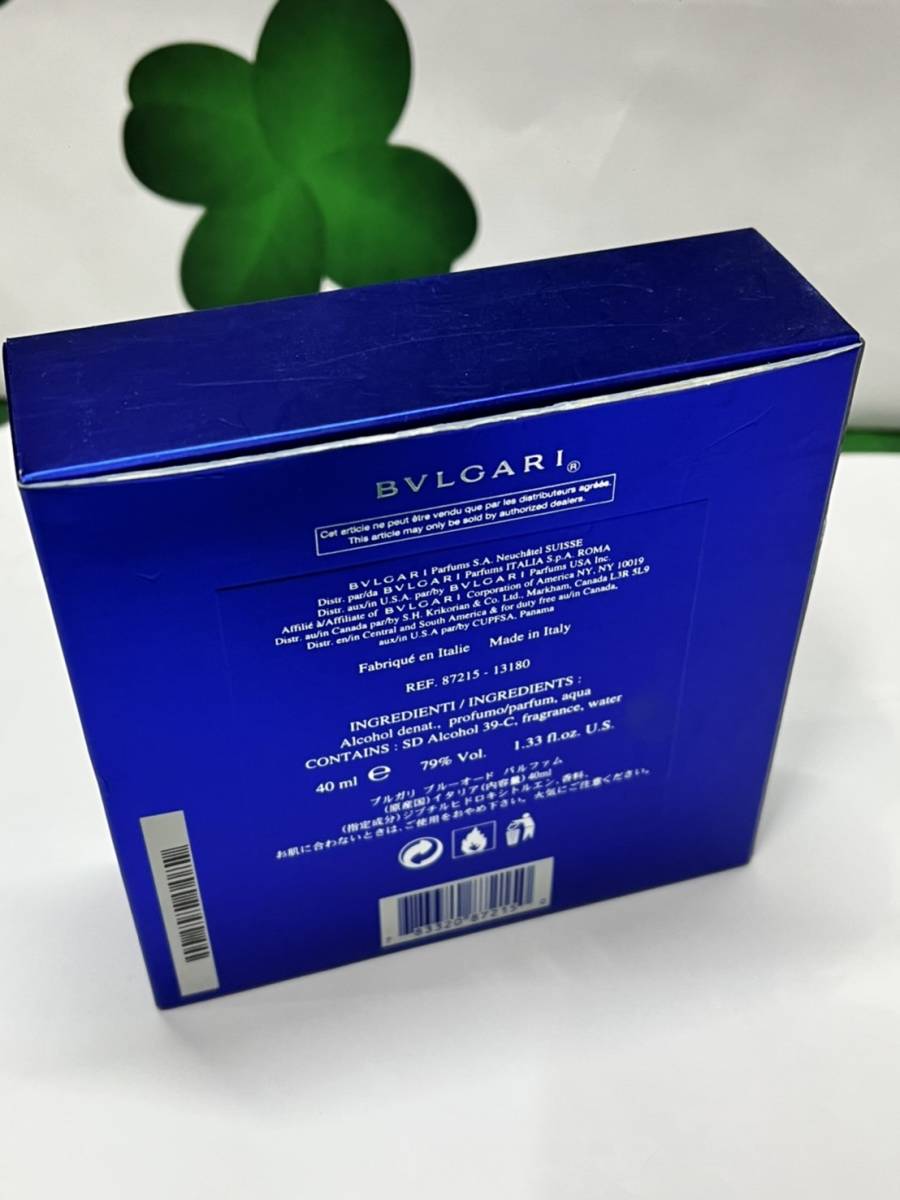 BVLGARI®
Cet article ne peut être vendu que par les distributeurs agréés.
This article may only be sold by authorized dealers.
BVLGARI Parfums S.A. Neuchâtel SUISSE
Distr. par/da BVLGARI Parfums ITALIA S.p.A. ROMA
Distr. aux/in U.S.A. par/by BVLGARI Parfums USA Inc.
Affilié à/Affiliate of BVLGARI Corporation of America NY, NY 10019
Distr. au/in Canada par/by S.H. Krikorian & Co. Ltd., Markham, Canada L3R 5L9
Distr. en/in Central and South America & for duty free au/in Canada,
aux/in U.S.A par/by CUPFSA, Panama
Fabriqué en Italie Made in Italy
REF. 87215 - 13180
INGREDIENTI / INGREDIENTS :
Alcohol denat., profumo/parfum, aqua
CONTAINS : SD Alcohol 39-C, fragrance, water
40 ml e 79% Vol. 1.33 fl.oz. U.S.
ブルガリ ブルーオード パルファム
(原産国)イタリア(内容量)40ml
(指定成分)ジブチルヒドロキシトルエン、香料、
お肌に合わないときは、ご使用をおやめ下さい。火気にご注意ください。
7 83320 87215 0